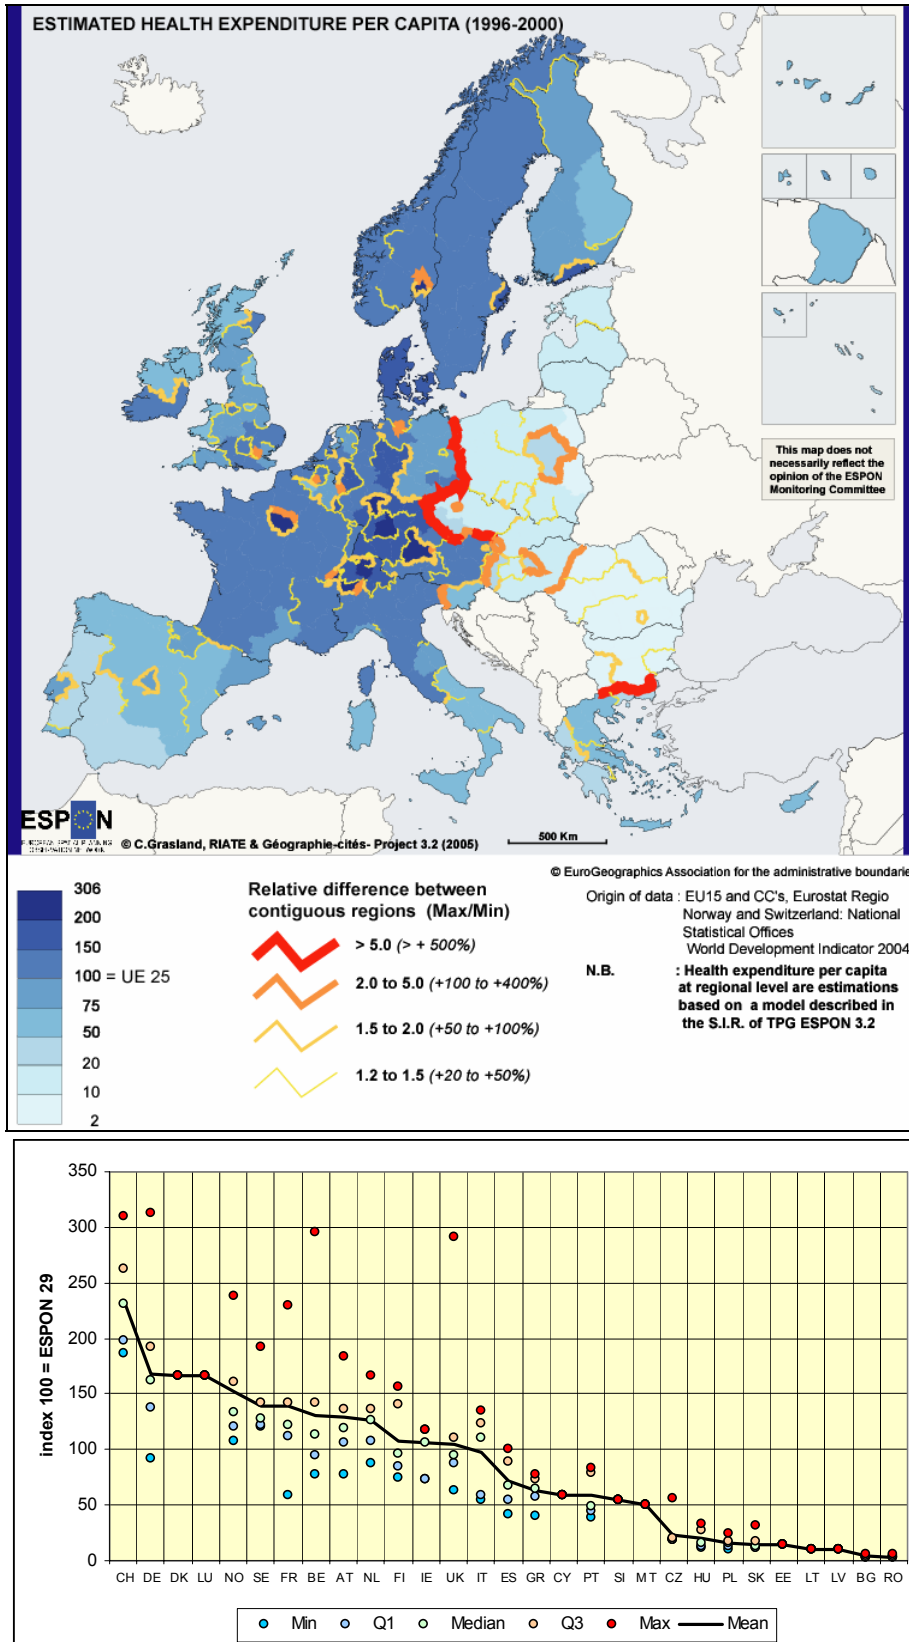 ESTIMATED HEALTH EXPENDITURE PER CAPITA (1996-2000)
This map does not
necessarily reflect the
opinion of the ESPON
Monitoring Committee
ESPON
© C.Grasland, RIATE & Géographie-cités- Project 3.2 (2005)
500 Km
© EuroGeographics Association for the administrative boundarie
306
200
150
100 = UE 25
75
50
20
10
2
Relative difference between
contiguous regions (Max/Min)
> 5.0 (> + 500%)
2.0 to 5.0 (+100 to +400%)
1.5 to 2.0 (+50 to +100%)
1.2 to 1.5 (+20 to +50%)
Origin of data : EU15 and CC's, Eurostat Regio
Norway and Switzerland: National
Statistical Offices
World Development Indicator 2004
N.B. : Health expenditure per capita
at regional level are estimations
based on a model described in
the S.I.R. of TPG ESPON 3.2
350
300
250
200
150
100
50
0
index 100 = ESPON 29
CH DE DK LU NO SE FR BE AT NL FI IE UK IT ES GR CY PT SI MT CZ HU PL SK EE LT LV BG RO
Min Q1 Median Q3 Max Mean